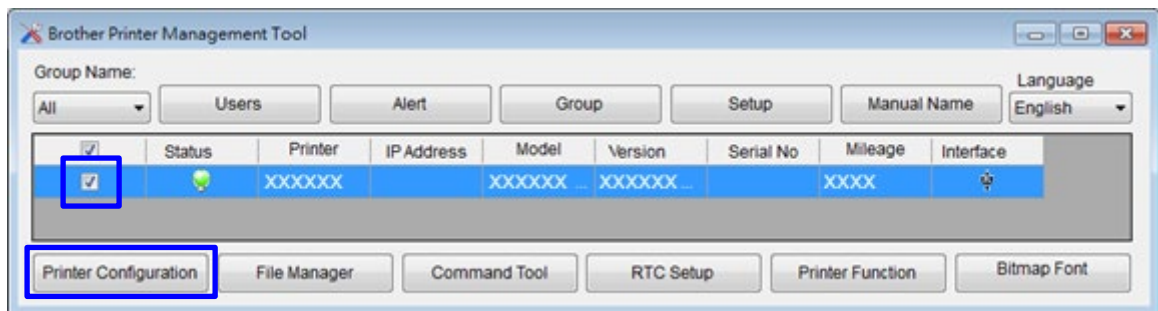 Brother Printer Management Tool
Group Name:
Language
All Users Alert Group Setup Manual Name English
Status Printer IP Address Model Version Serial No Mileage Interface
XXXXXX XXXXXX ... XXXXXX ... XXXX
Printer Configuration File Manager Command Tool RTC Setup Printer Function Bitmap Font